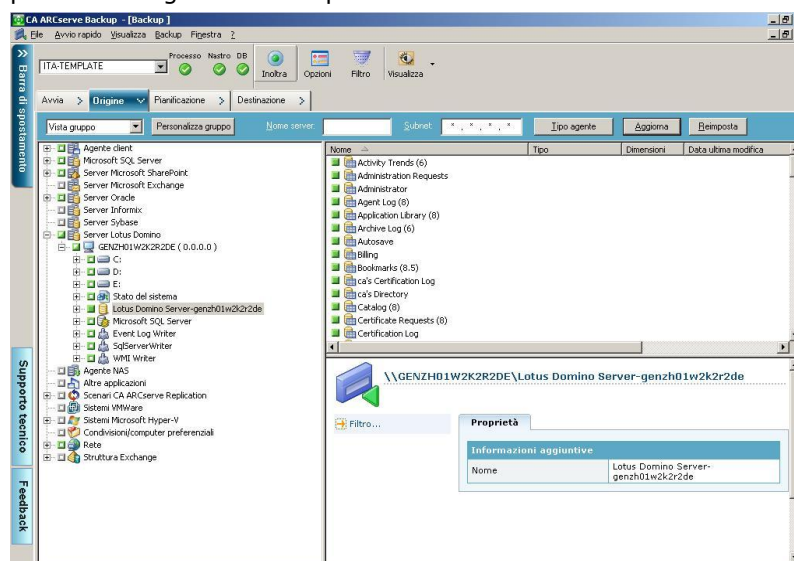 CA ARCserve Backup - [Backup ]
File Avvio rapido Visualizza Backup Finestra ?
ITA-TEMPLATE
Processo Nastro DB
Inoltra Opzioni Filtro Visualizza
Avvia > Origine Pianificazione > Destinazione >
Vista gruppo Personalizza gruppo Nome server: Subnet: * . * . * . * Tipo agente Aggiorna Reimposta
Barra di spostamento
Supporto tecnico
Feedback
Agente client
Microsoft SQL Server
Server Microsoft SharePoint
Server Microsoft Exchange
Server Oracle
Server Informix
Server Sybase
Server Lotus Domino
GENZH01W2K2R2DE ( 0.0.0.0 )
C:
D:
E:
Stato del sistema
Lotus Domino Server-genzh01w2k2r2de
Microsoft SQL Server
Event Log Writer
SqlServerWriter
WMI Writer
Agente NAS
Altre applicazioni
Scenari CA ARCserve Replication
Sistemi VMWare
Sistemi Microsoft Hyper-V
Condivisioni/computer preferenziali
Rete
Struttura Exchange
Nome Tipo Dimensioni Data ultima modifica
Activity Trends (6)
Administration Requests
Administrator
Agent Log (8)
Application Library (8)
Archive Log (6)
Autosave
Billing
Bookmarks (8.5)
ca's Certification Log
ca's Directory
Catalog (8)
Certificate Requests (8)
Certification Log
\\GENZH01W2K2R2DE\Lotus Domino Server-genzh01w2k2r2de
Filtro...
Proprietà
Informazioni aggiuntive
Nome Lotus Domino Server-
genzh01w2k2r2de